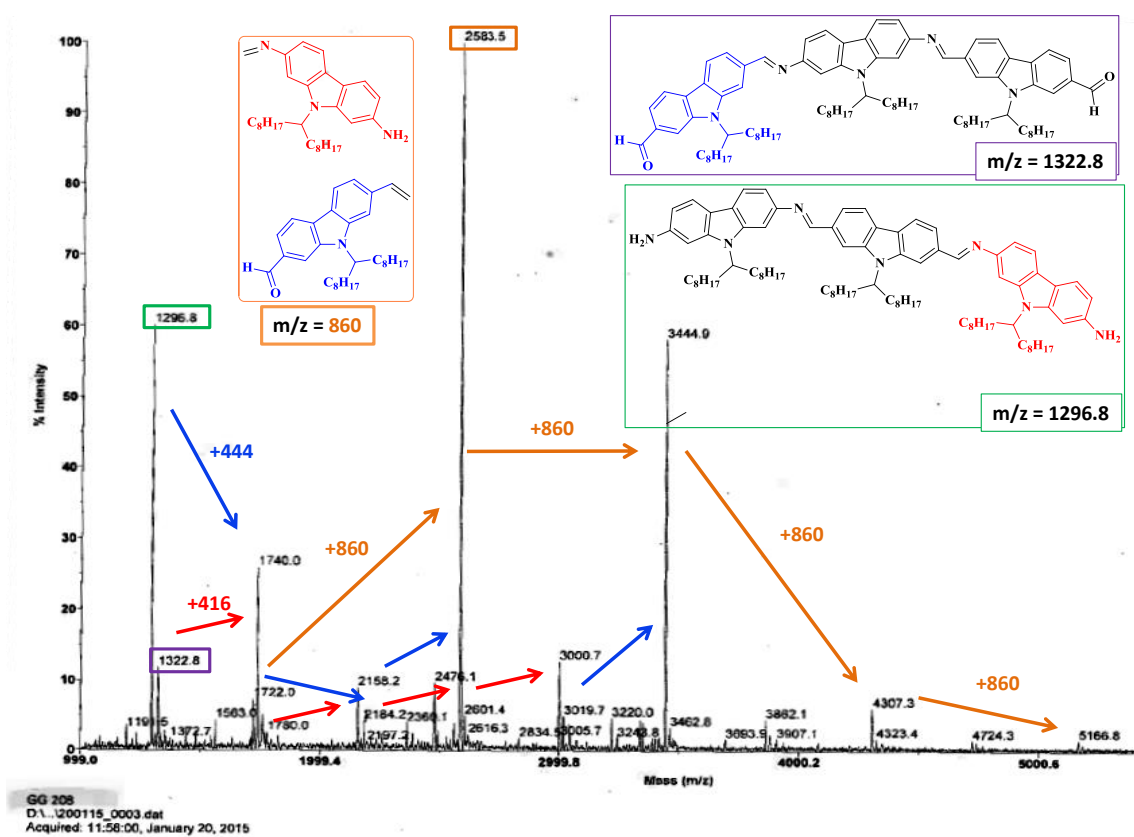 100
90
80
70
60
50
40
30
20
10
0
% Intensity
999.0
1999.4
2999.8
4000.2
5000.6
Mass (m/z)
N
N
C8H17
C8H17
NH2
H
O
N
C8H17
C8H17
m/z = 860
2583.5
H
O
N
C8H17
C8H17
N
N
C8H17
C8H17
N
N
C8H17
C8H17
O
H
m/z = 1322.8
H2N
N
C8H17
C8H17
N
N
C8H17
C8H17
N
N
C8H17
C8H17
NH2
m/z = 1296.8
1296.8
3444.9
+444
+860
+860
+860
+416
1740.0
1322.8
+860
1722.0
2158.2
2476.1
3000.7
1563.0
1780.0
2184.2
2601.4
3019.7
3220.0
3462.8
3862.1
4307.3
1372.7
2197.2
2616.3
2834.5
3005.7
3243.8
3693.9
3907.1
4323.4
4724.3
5166.8
GG 208
D:\...\200115_0003.dat
Acquired: 11:58:00, January 20, 2015